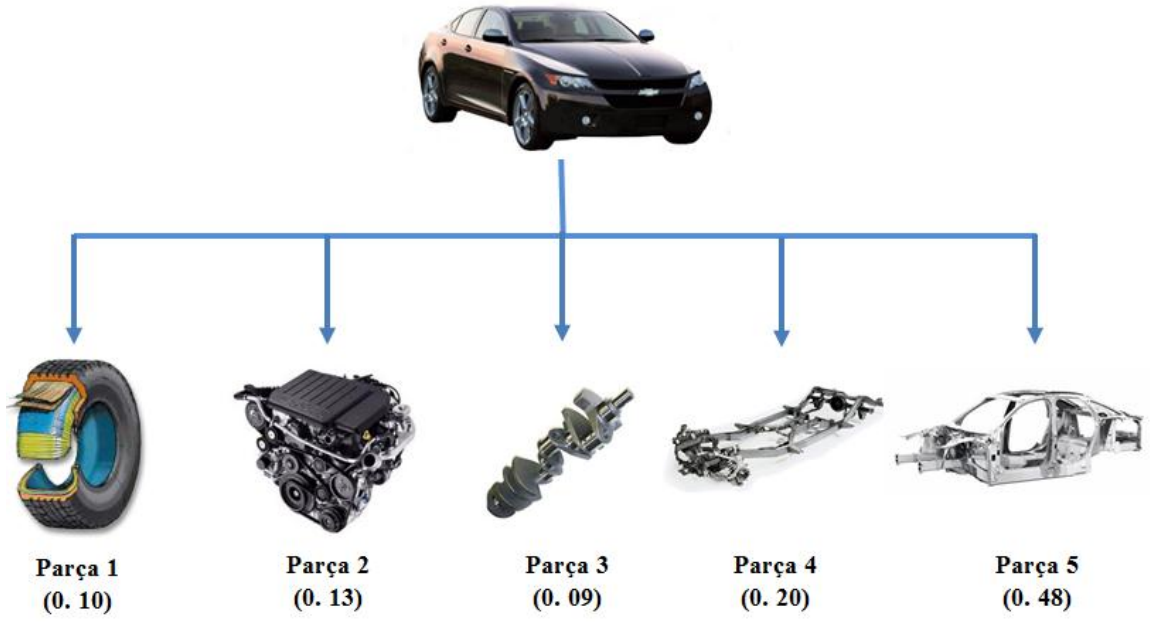 Parça 1
(0. 10)
Parça 2
(0. 13)
Parça 3
(0. 09)
Parça 4
(0. 20)
Parça 5
(0. 48)